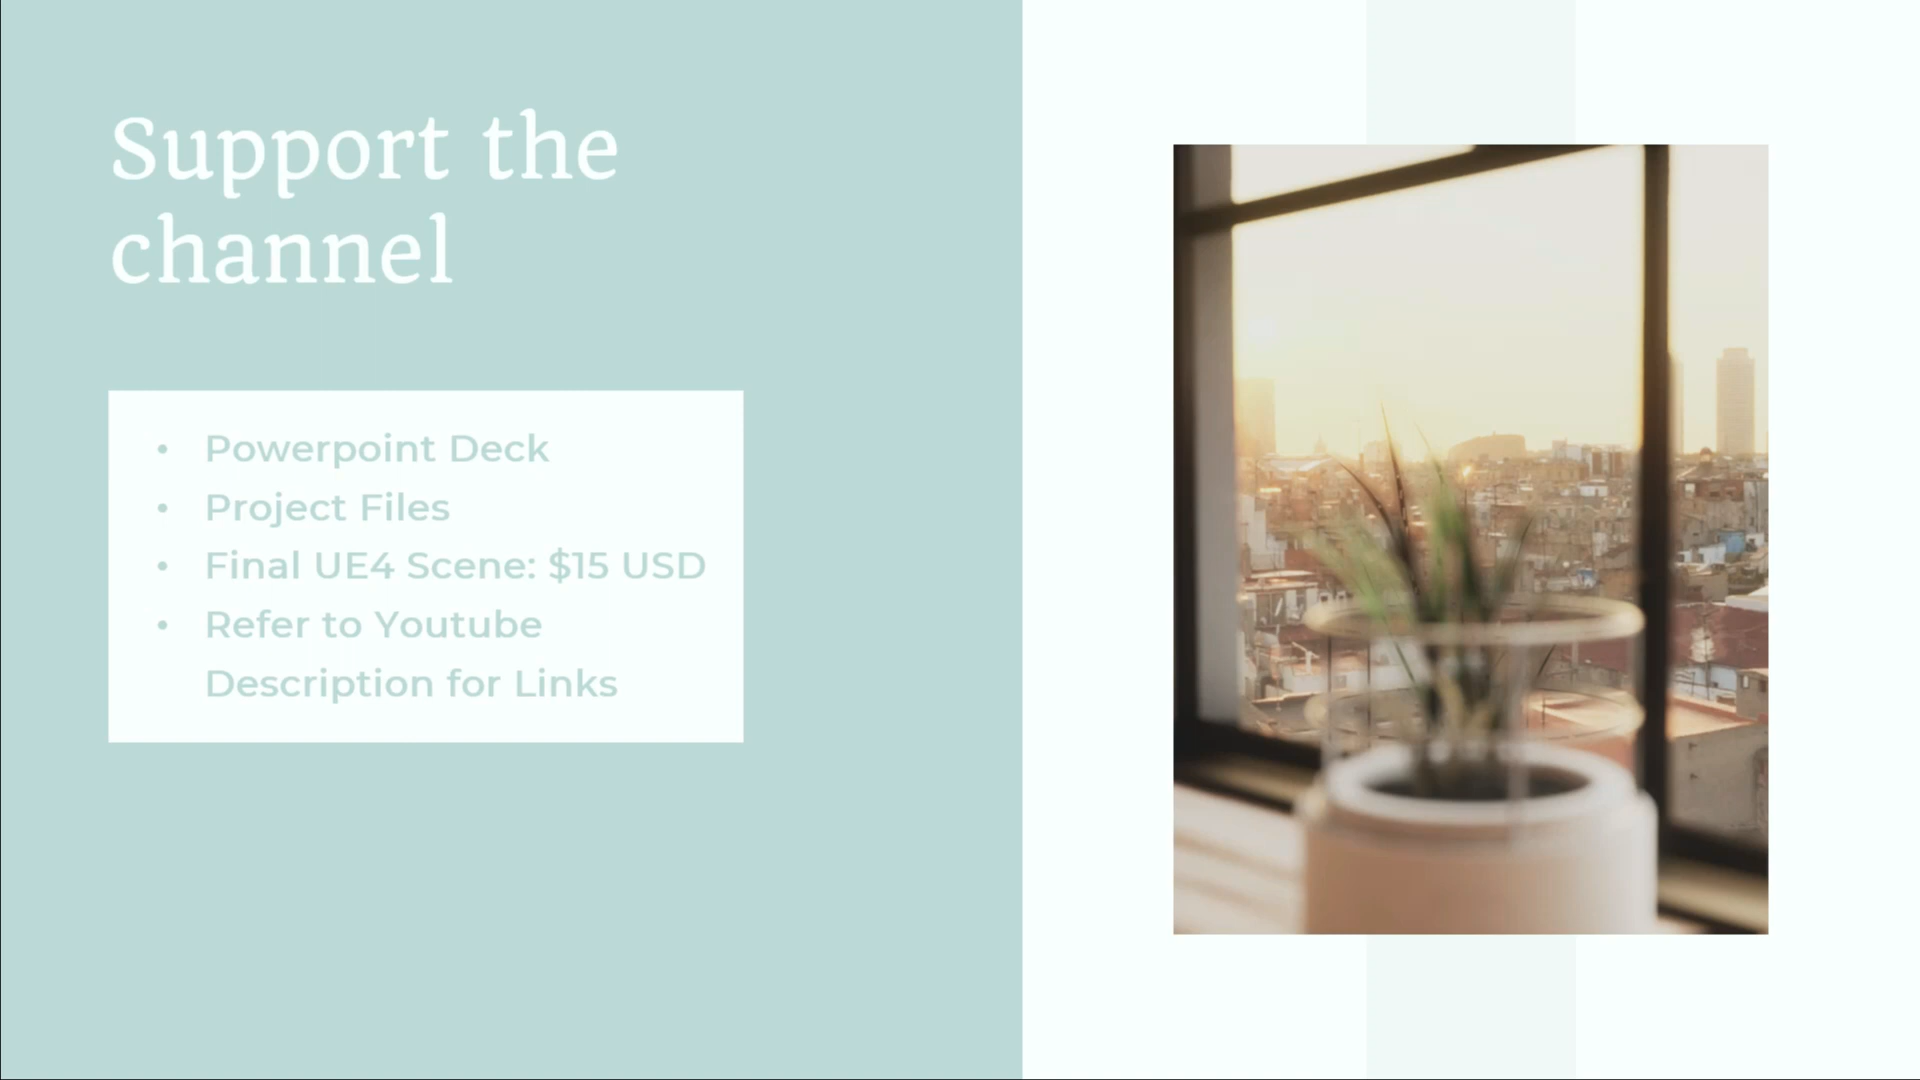 Support the
channel
• Powerpoint Deck
• Project Files
• Final UE4 Scene: $15 USD
• Refer to Youtube
Description for Links